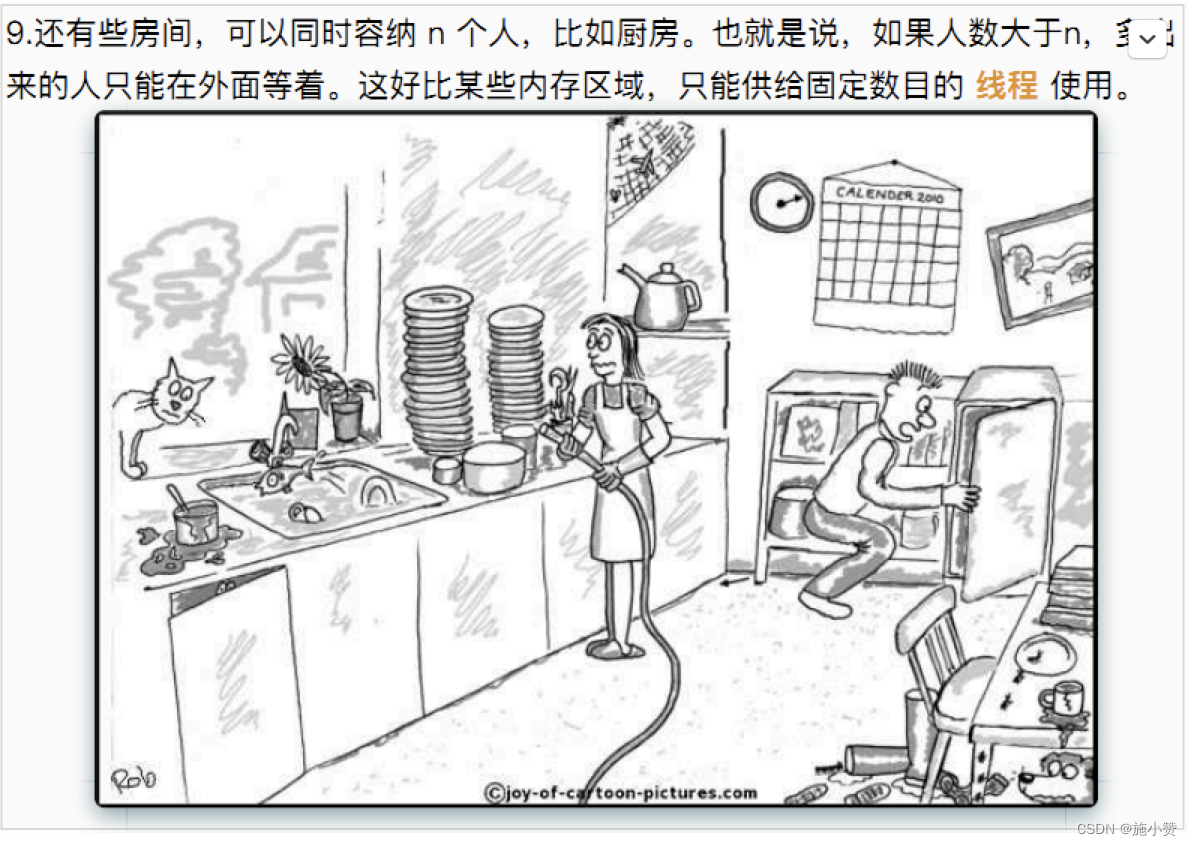 9.还有些房间，可以同时容纳 n 个人，比如厨房。也就是说，如果人数大于n，多出
来的人只能在外面等着。这好比某些内存区域，只能供给固定数目的 线程 使用。
CALENDER 2010
Rob
©joy-of-cartoon-pictures.com
CSDN @施小赞